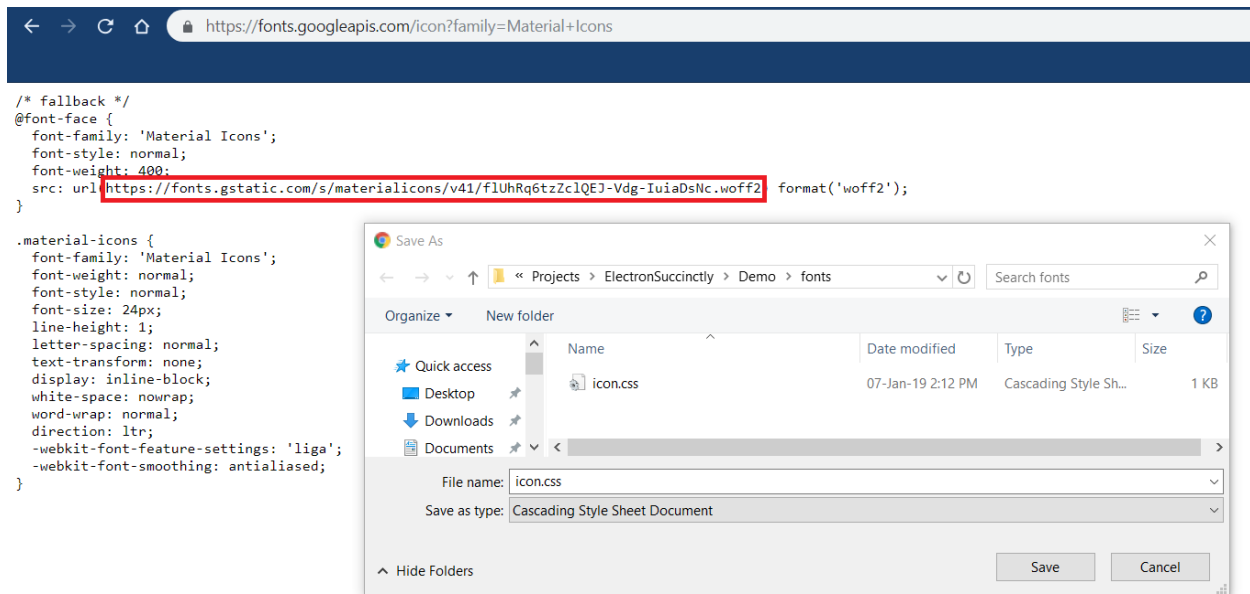 https://fonts.googleapis.com/icon?family=Material+Icons
/* fallback */
@font-face {
  font-family: 'Material Icons';
  font-style: normal;
  font-weight: 400;
  src: url(https://fonts.gstatic.com/s/materialicons/v41/flUhRq6tzZclQEJ-Vdg-IuiaDsNc.woff2) format('woff2');
}
.material-icons {
  font-family: 'Material Icons';
  font-weight: normal;
  font-style: normal;
  font-size: 24px;
  line-height: 1;
  letter-spacing: normal;
  text-transform: none;
  display: inline-block;
  white-space: nowrap;
  word-wrap: normal;
  direction: ltr;
  -webkit-font-feature-settings: 'liga';
  -webkit-font-smoothing: antialiased;
}
Save As
« Projects > ElectronSuccinctly > Demo > fonts
Search fonts
Organize
New folder
Quick access
Desktop
Downloads
Documents
Name Date modified Type Size
icon.css 07-Jan-19 2:12 PM Cascading Style Sh... 1 KB
File name: icon.css
Save as type: Cascading Style Sheet Document
Hide Folders
Save
Cancel